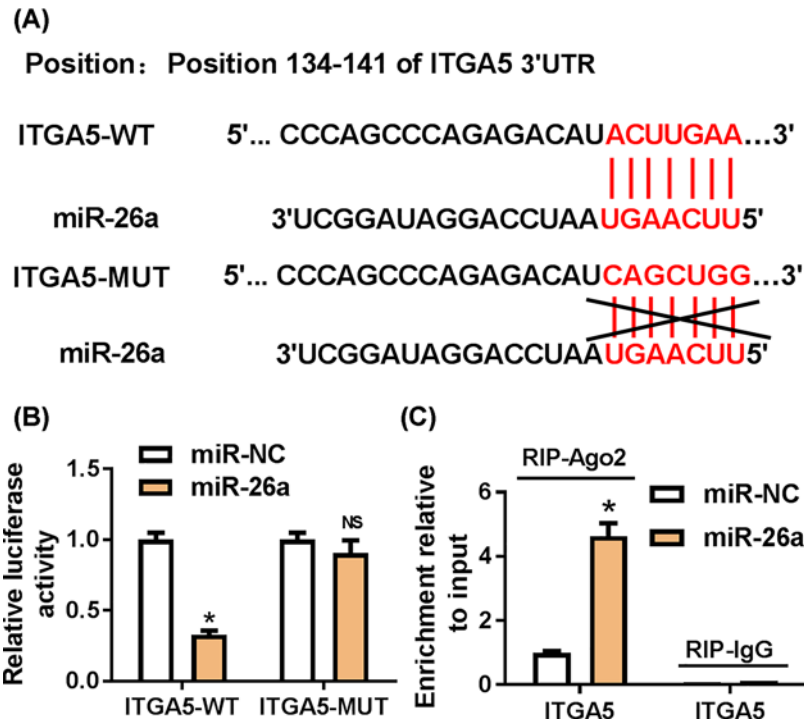 (A)
Position： Position 134-141 of ITGA5 3'UTR
ITGA5-WT 5'... CCCAGCCCAGAGACAUACUUGAA...3'
miR-26a 3'UCGGAUAGGACCUAAUGAACUU5'
ITGA5-MUT 5'... CCCAGCCCAGAGACAUCAGCUGG...3'
miR-26a 3'UCGGAUAGGACCUAAUGAACUU5'
(B)
miR-NC
miR-26a
Relative luciferase
activity
1.5
1.0
0.5
0.0
*
NS
ITGA5-WT ITGA5-MUT
(C)
RIP-Ago2
miR-NC
miR-26a
Enrichment relative
to input
6
4
2
0
*
RIP-IgG
ITGA5 ITGA5